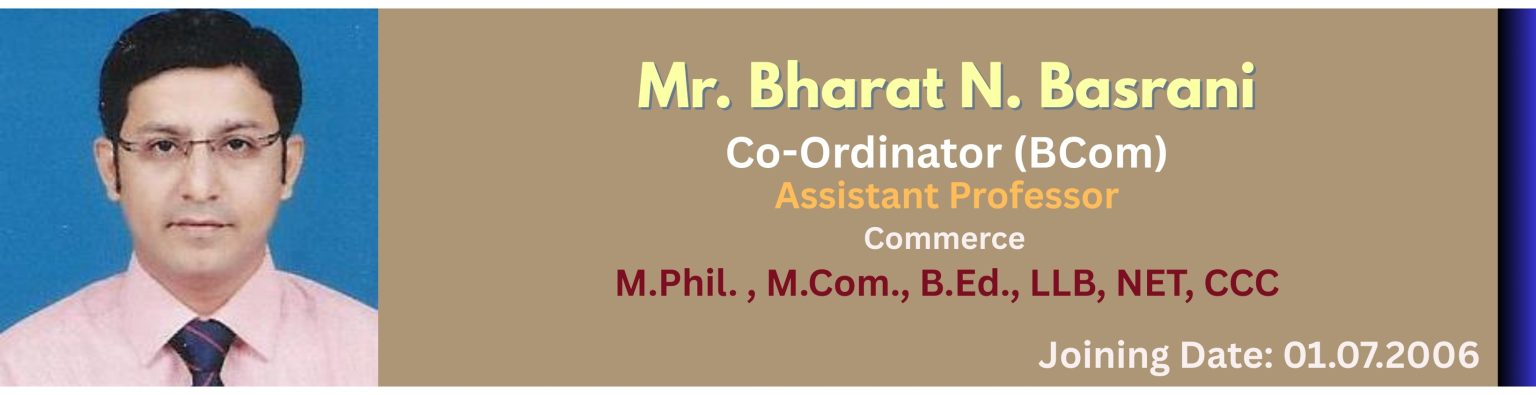 Mr. Bharat N. Basrani
Co-Ordinator (BCom)
Assistant Professor
Commerce
M.Phil. , M.Com., B.Ed., LLB, NET, CCC
Joining Date: 01.07.2006